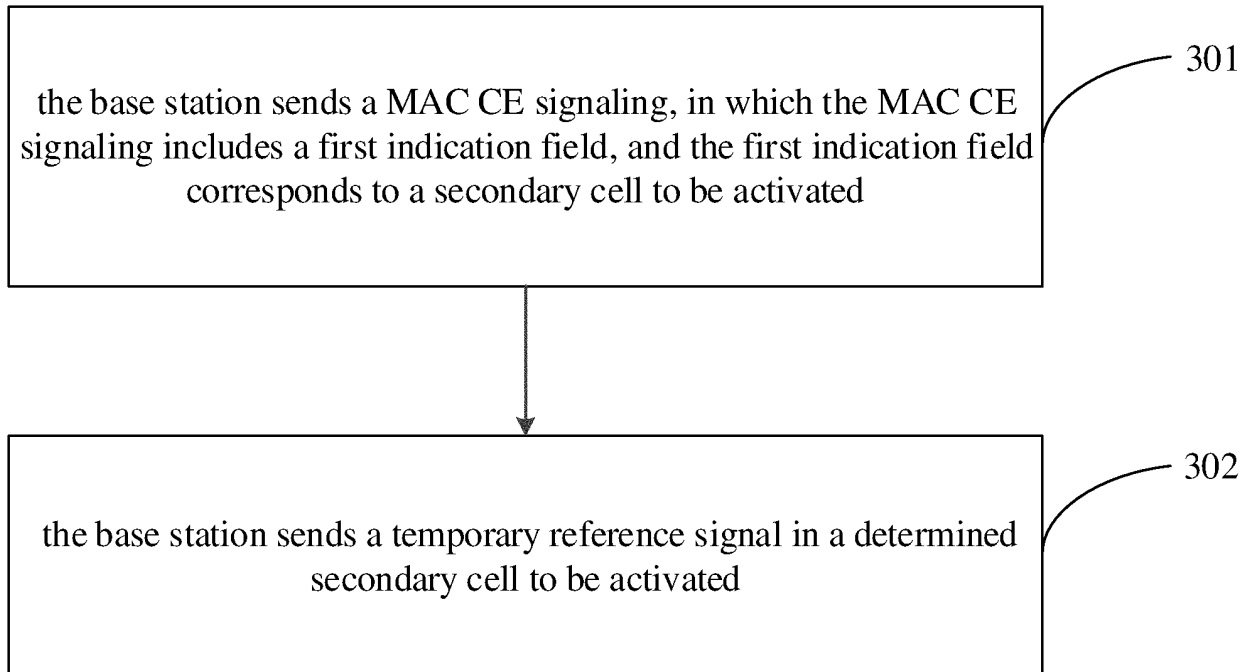 the base station sends a MAC CE signaling, in which the MAC CE
signaling includes a first indication field, and the first indication field
corresponds to a secondary cell to be activated
301
the base station sends a temporary reference signal in a determined
secondary cell to be activated
302